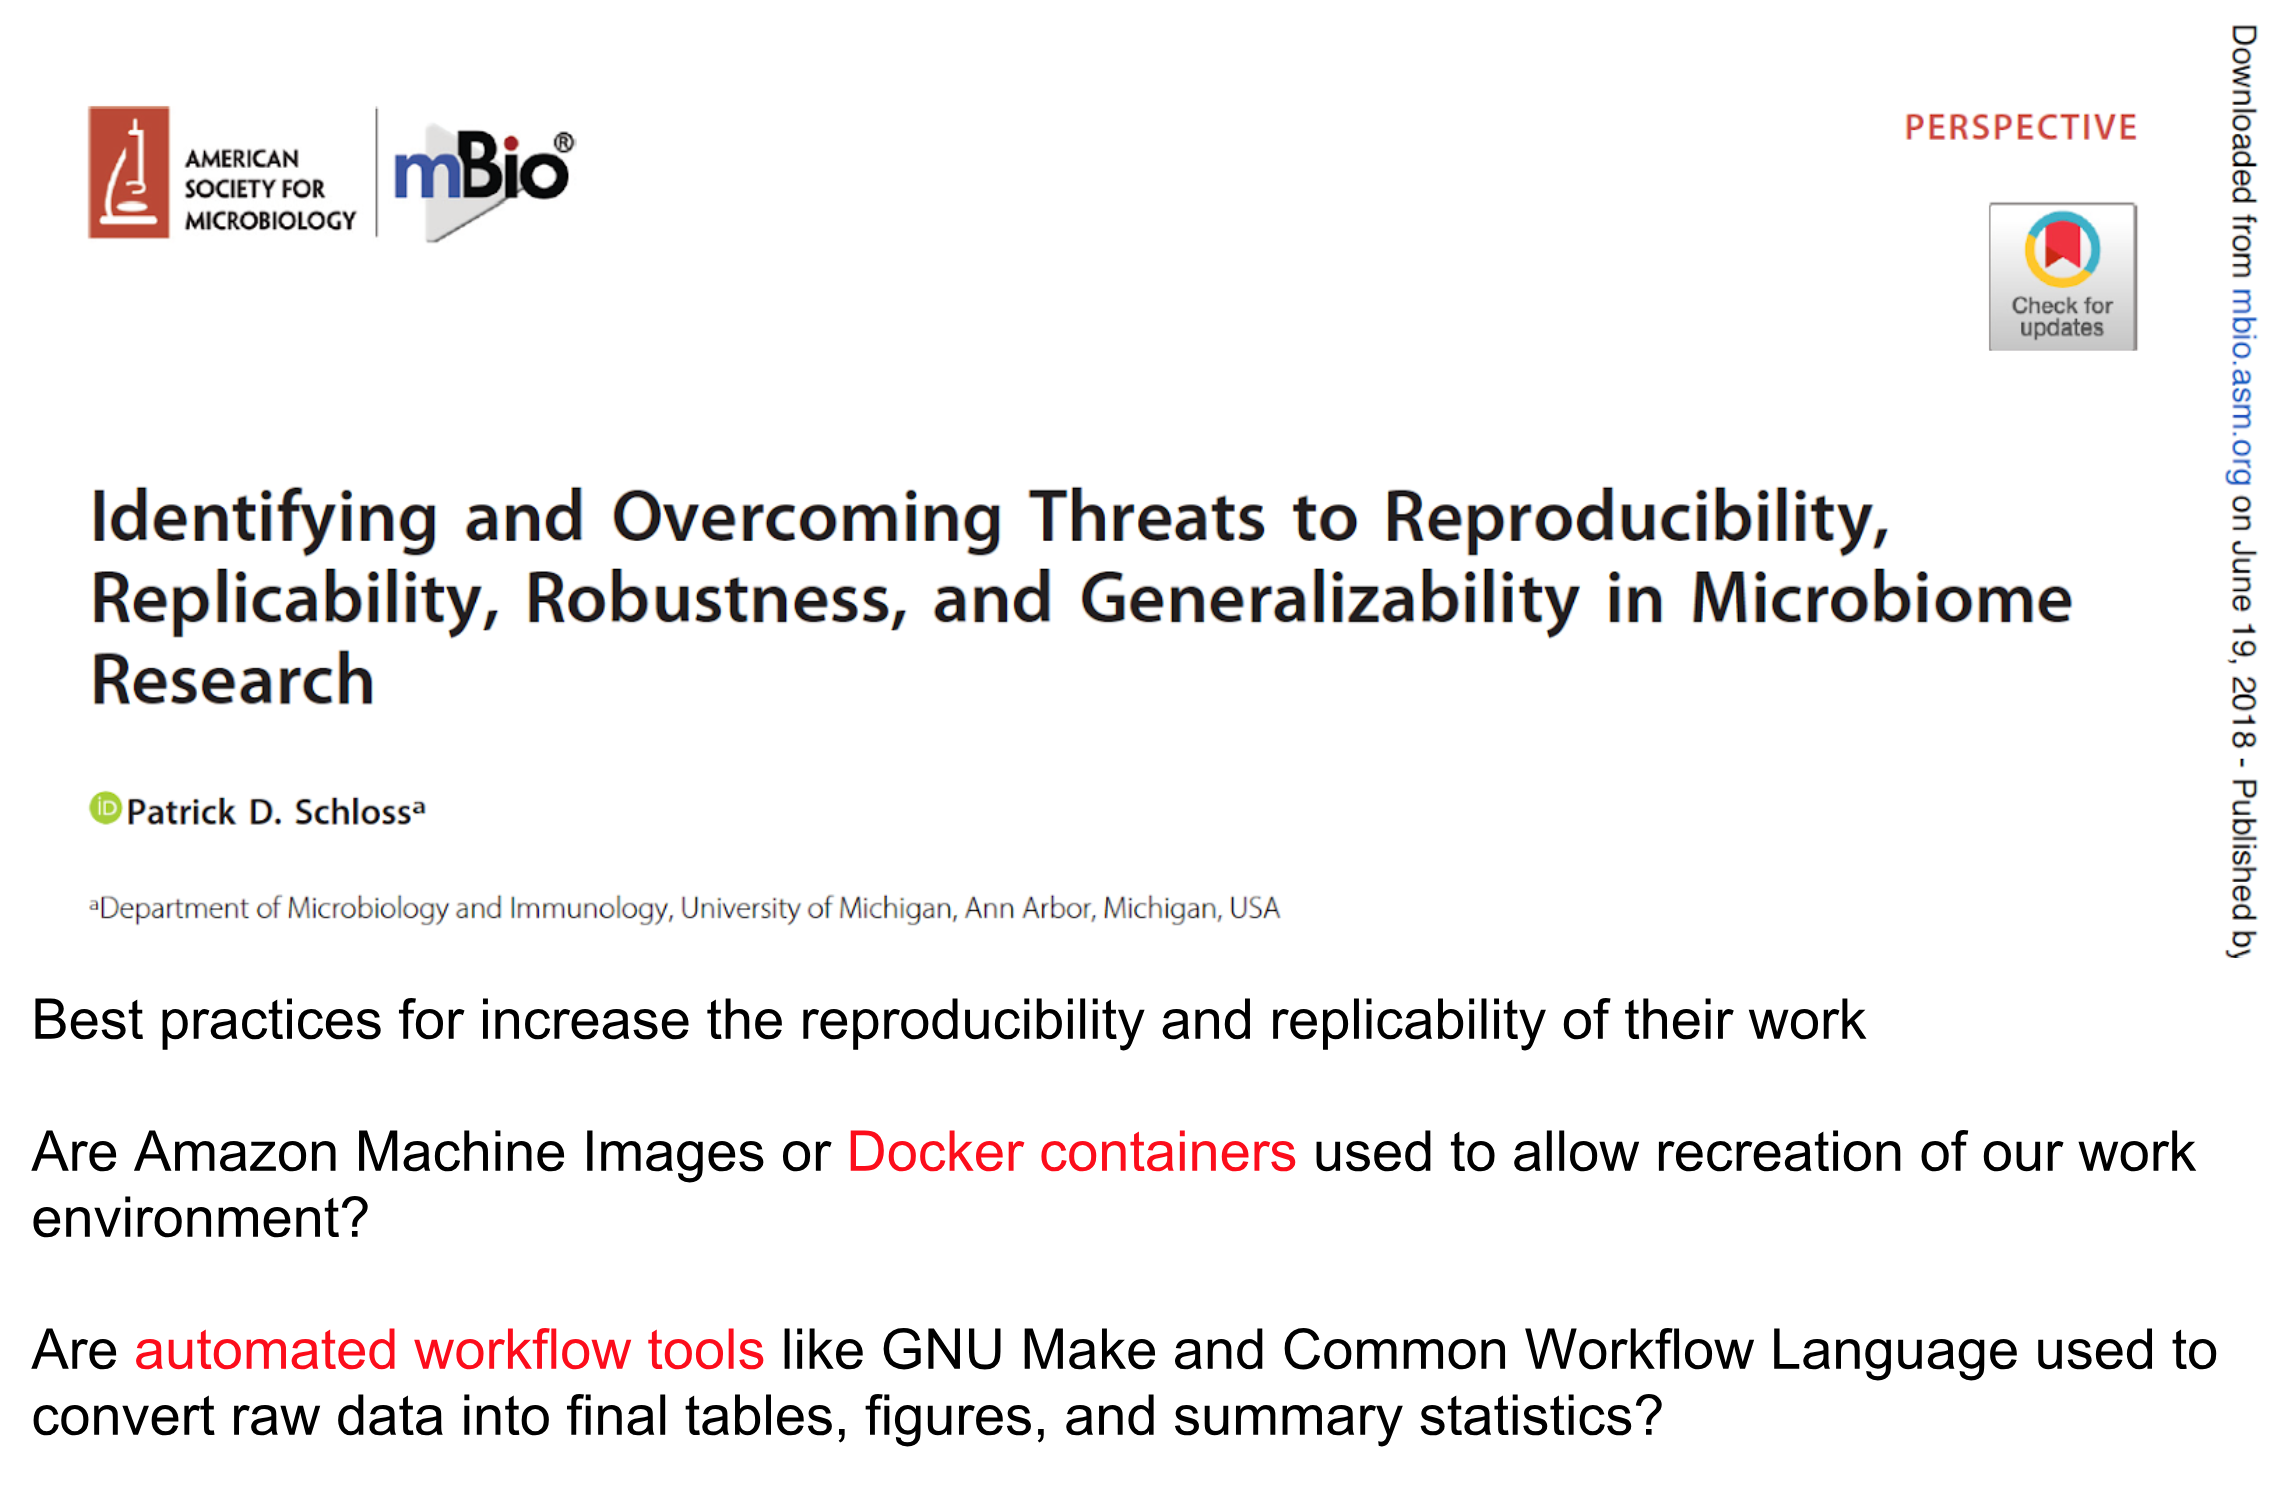 AMERICAN
SOCIETY FOR
MICROBIOLOGY
mBio®
PERSPECTIVE
Check for
updates
Identifying and Overcoming Threats to Reproducibility,
Replicability, Robustness, and Generalizability in Microbiome
Research
iD Patrick D. Schlossᵃ
ᵃDepartment of Microbiology and Immunology, University of Michigan, Ann Arbor, Michigan, USA
Downloaded from mbio.asm.org on June 19, 2018 - Published by
Best practices for increase the reproducibility and replicability of their work
Are Amazon Machine Images or Docker containers used to allow recreation of our work
environment?
Are automated workflow tools like GNU Make and Common Workflow Language used to
convert raw data into final tables, figures, and summary statistics?